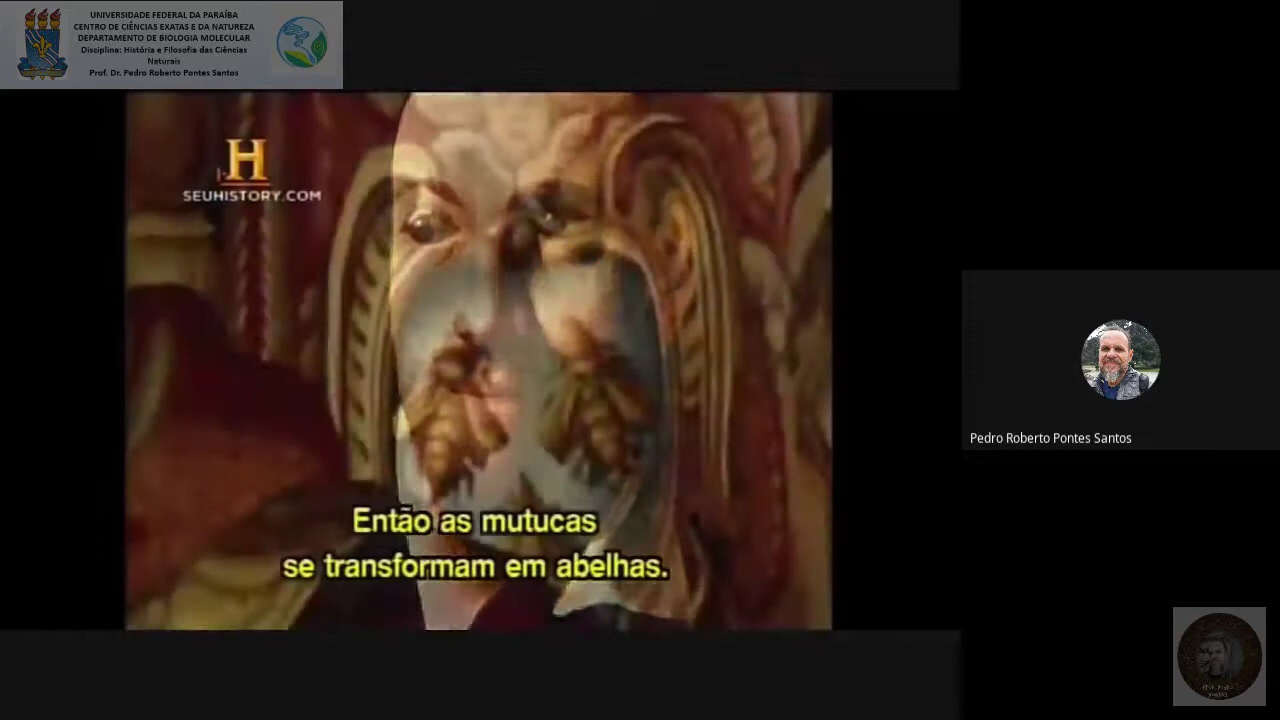 UNIVERSIDADE FEDERAL DA PARAÍBA
CENTRO DE CIÊNCIAS EXATAS E DA NATUREZA
DEPARTAMENTO DE BIOLOGIA MOLECULAR
Disciplina: História e Filosofia das Ciências
Naturais
Prof. Dr. Pedro Roberto Pontes Santos
H
SEUHISTORY.COM
Então as mutucas
se transformam em abelhas.
Pedro Roberto Pontes Santos